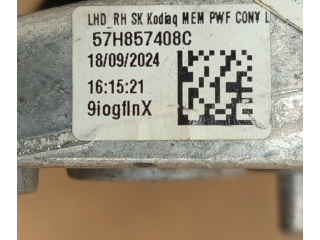 LHD_RH SK Kodiaq MEM PWF CONV L
57H857408C
18/09/2024
16:15:21
9iogflnX